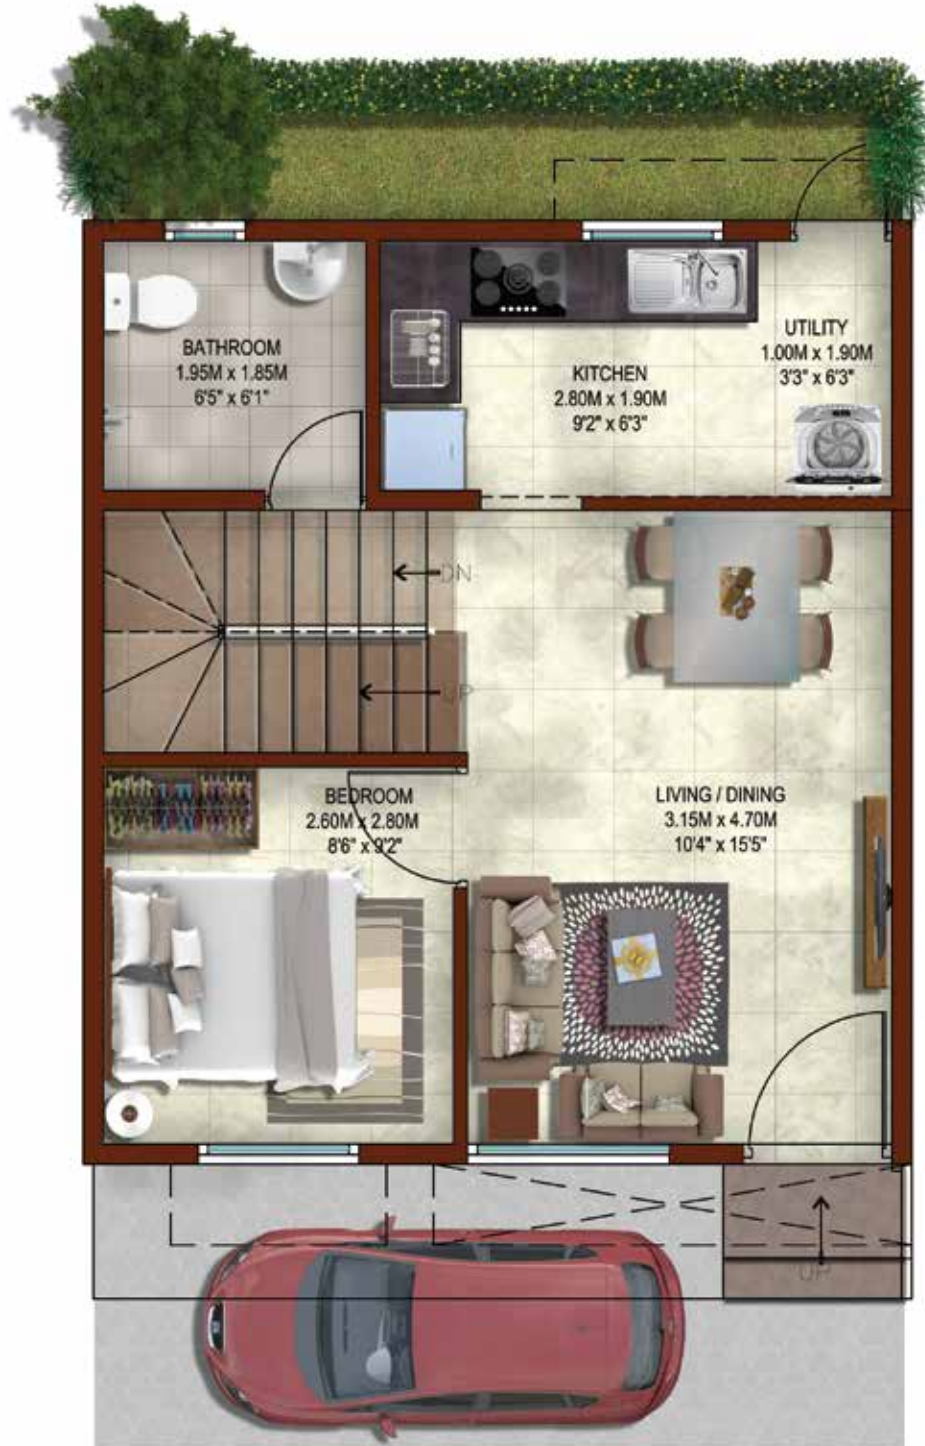 BATHROOM
1.95M x 1.85M
6'5" x 6'1"
KITCHEN
2.80M x 1.90M
9'2" x 6'3"
UTILITY
1.00M x 1.90M
3'3" x 6'3"
DN
UP
BEDROOM
2.60M x 2.80M
8'6" x 9'2"
LIVING / DINING
3.15M x 4.70M
10'4" x 15'5"
UP